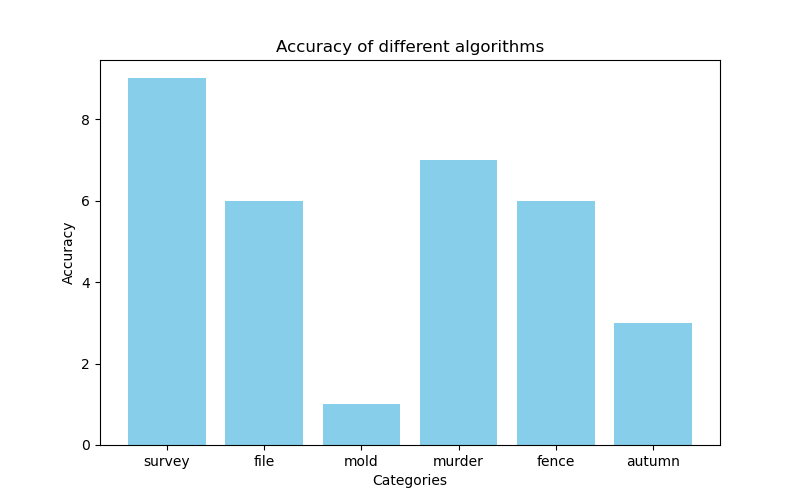 Accuracy of different algorithms
Accuracy
8
6
4
2
0
survey file mold murder fence autumn
Categories